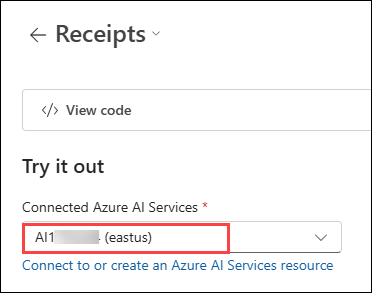 Receipts
View code
Try it out
Connected Azure AI Services *
AI1 (eastus)
Connect to or create an Azure AI Services resource